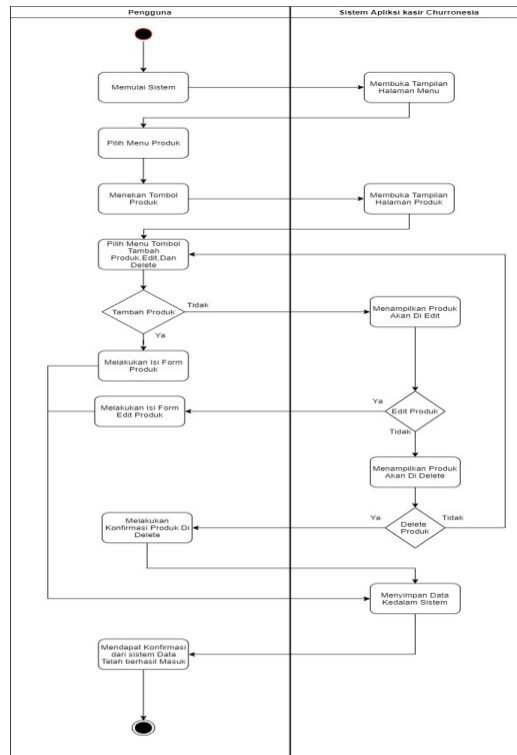 Pengguna
Sistem Apliksi kasir Churronesia
Memulai Sistem
Membuka Tampilan
Halaman Menu
Pilih Menu Produk
Menekan Tombol
Produk
Membuka Tampilan
Halaman Produk
Pilih Menu Tombol
Tambah
Produk,Edit,Dan
Delete
Tambah Produk
Tidak
Ya
Menampilkan Produk
Akan Di Edit
Melakukan Isi Form
Produk
Melakukan Isi Form
Edit Produk
Ya
Edit Produk
Tidak
Menampilkan Produk
Akan Di Delete
Melakukan
Konfirmasi Produk Di
Delete
Ya
Delete
Produk
Tidak
Menyimpan Data
Kedalam Sistem
Mendapat Konfirmasi
dari sistem Data
Telah berhasil Masuk